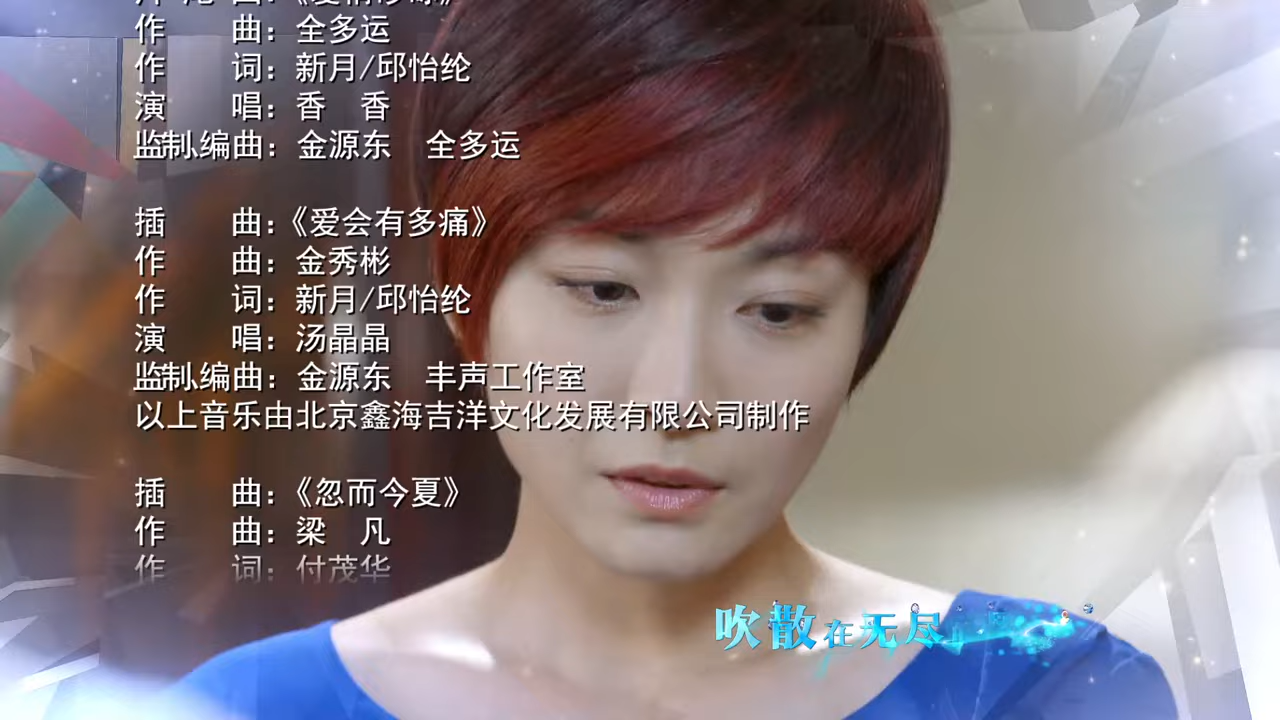 作 曲：全多运
作 词：新月/邱怡纶
演 唱：香 香
监制、编曲：金源东 全多运
插 曲：《爱会有多痛》
作 曲：金秀彬
作 词：新月/邱怡纶
演 唱：汤晶晶
监制、编曲：金源东 丰声工作室
以上音乐由北京鑫海吉洋文化发展有限公司制作
插 曲：《忽而今夏》
作 曲：梁 凡
作 词：付茂华
吹散在无尽